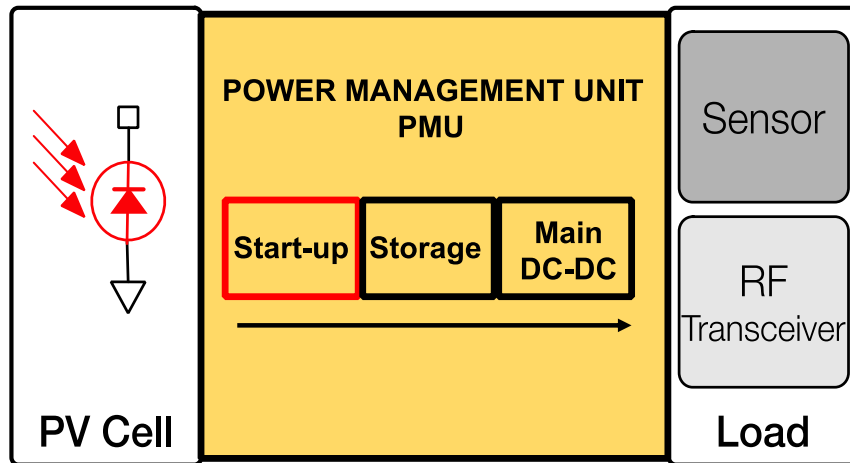 POWER MANAGEMENT UNIT
PMU
Start-up
Storage
Main
DC-DC
PV Cell
Sensor
RF
Transceiver
Load